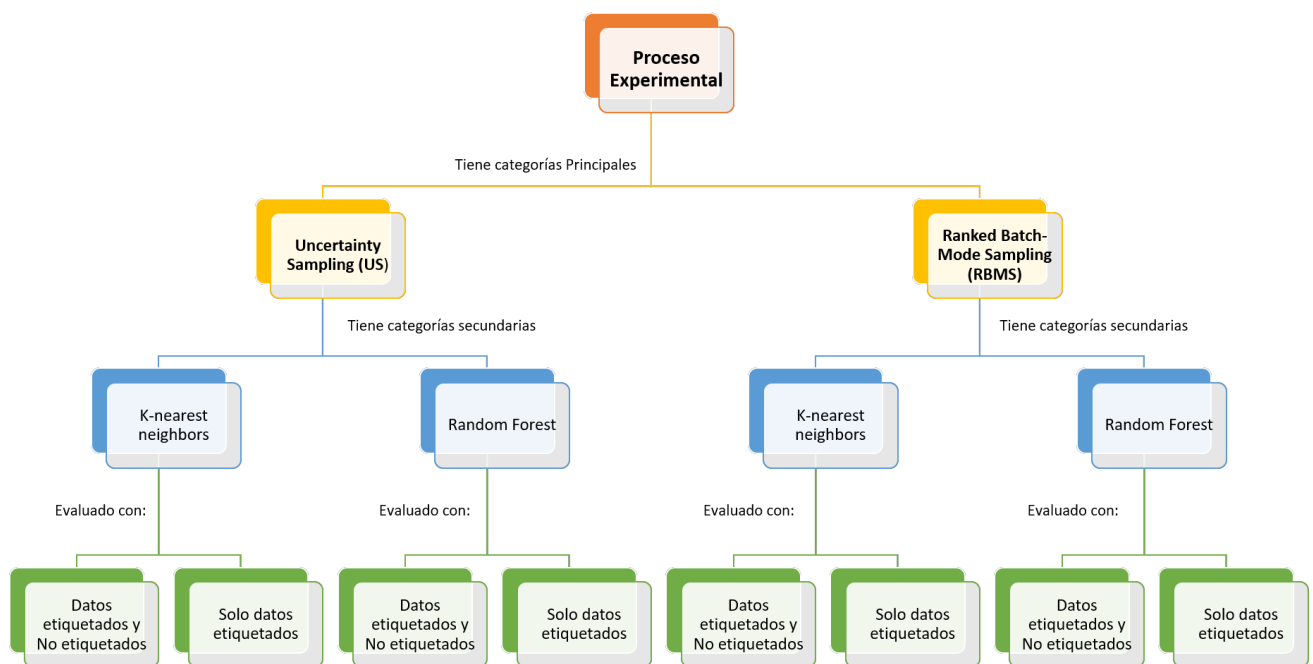 Proceso
Experimental
Tiene categorías Principales
Uncertainty
Sampling (US)
Ranked Batch-
Mode Sampling
(RBMS)
Tiene categorías secundarias
Tiene categorías secundarias
K-nearest
neighbors
Random Forest
K-nearest
neighbors
Random Forest
Evaluado con:
Evaluado con:
Evaluado con:
Evaluado con:
Datos
etiquetados y
No etiquetados
Solo datos
etiquetados
Datos
etiquetados y
No etiquetados
Solo datos
etiquetados
Datos
etiquetados y
No etiquetados
Solo datos
etiquetados
Datos
etiquetados y
No etiquetados
Solo datos
etiquetados